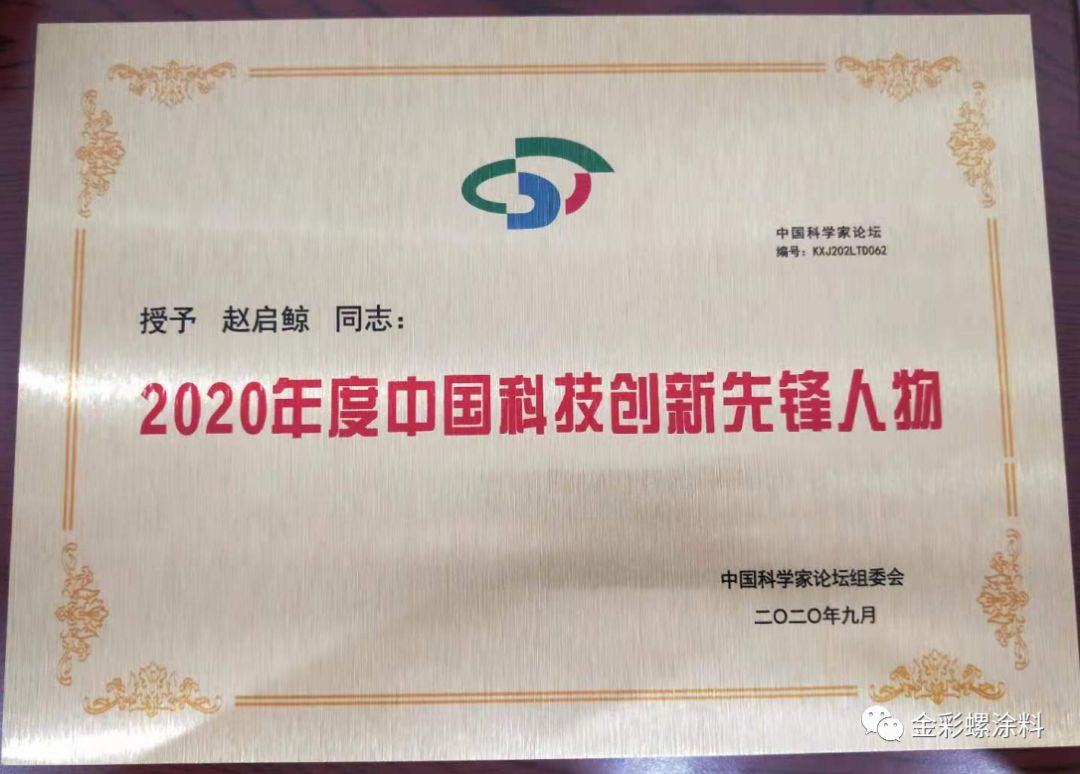 中国科学家论坛
编号：KXJ202LTD062
授予 赵启鲸 同志：
2020年度中国科技创新先锋人物
中国科学家论坛组委会
二〇二〇年九月
金彩螺涂料